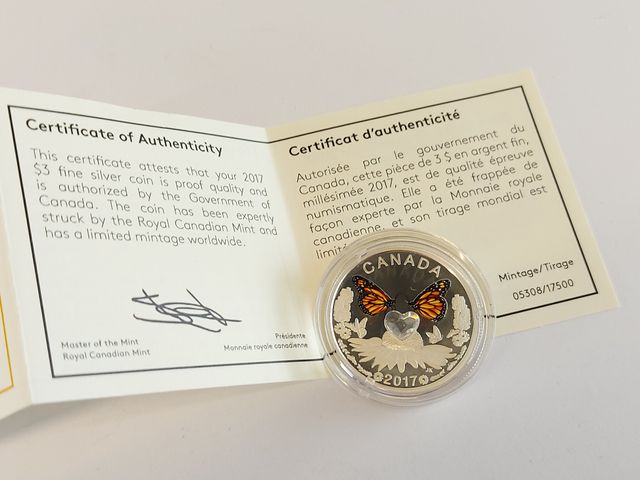 Certificate of Authenticity
This certificate attests that your 2017
$3 fine silver coin is proof quality and
is authorized by the Government of
Canada. The coin has been expertly
struck by the Royal Canadian Mint and
has a limited mintage worldwide.
Master of the Mint
Royal Canadian Mint
Présidente
Monnaie royale canadienne
Certificat d'authenticité
Autorisée par le gouvernement du
Canada, cette pièce de 3 $ en argent fin,
millésimée 2017, est de qualité épreuve
numismatique. Elle a été frappée de
façon experte par la Monnaie royale
canadienne, et son tirage mondial est
limité
Mintage/Tirage
05308/17500
CANADA
2017